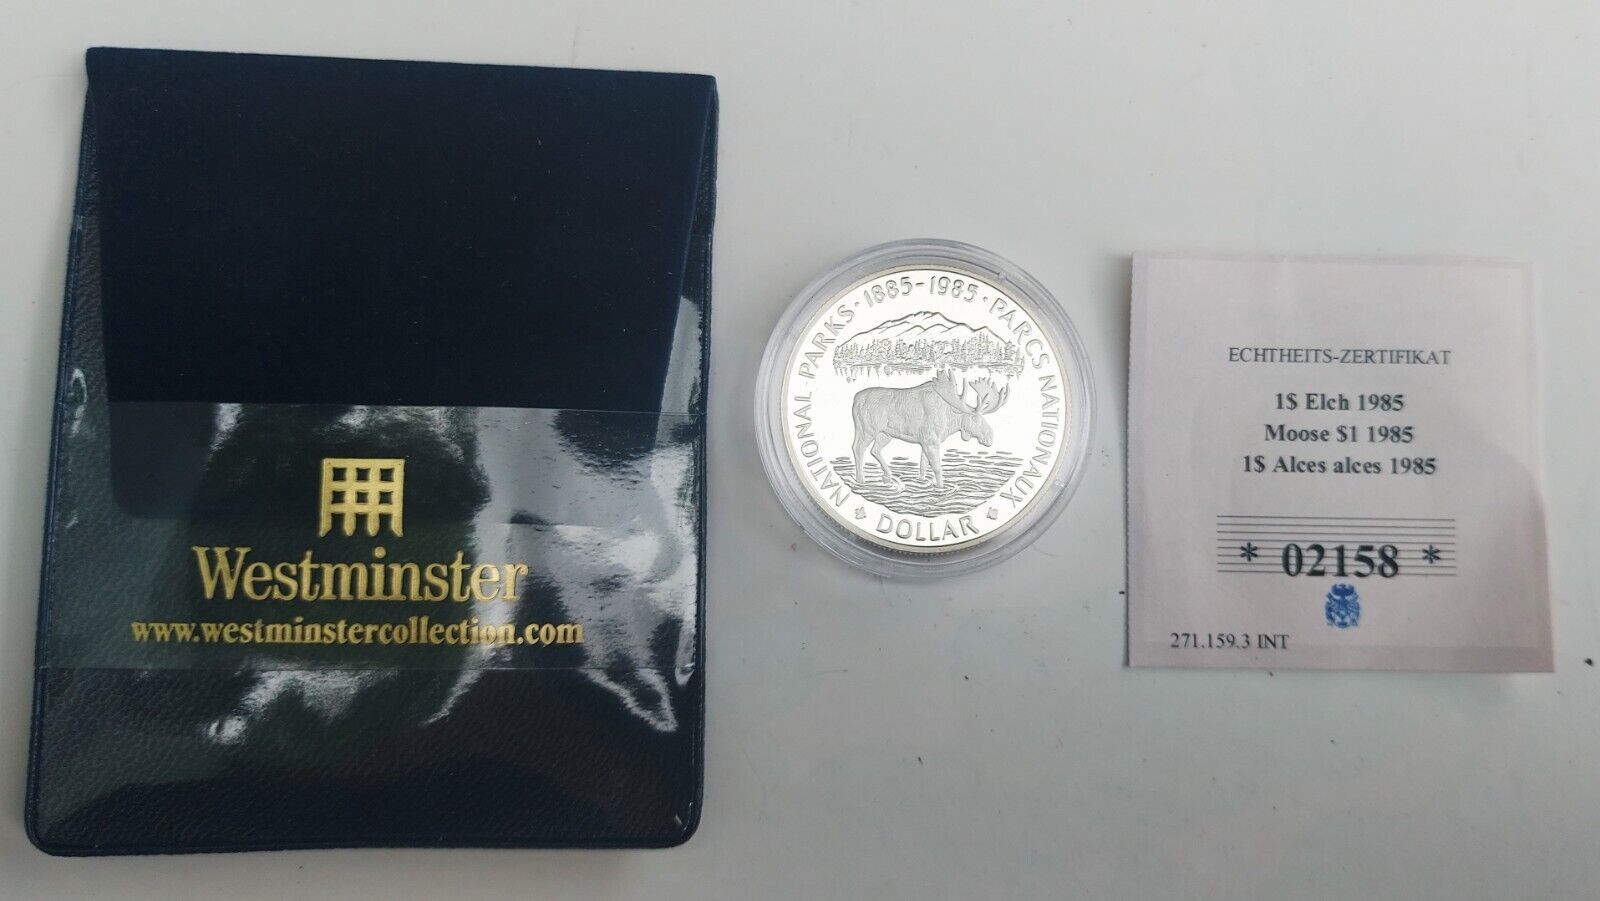 Westminster
www.westminstercollection.com
NATIONAL PARKS · 1885-1985 · PARCS NATIONAUX
DOLLAR
ECHTHEITS-ZERTIFIKAT
1$ Elch 1985
Moose $1 1985
1$ Alces alces 1985
* 02158 *
271.159.3 INT